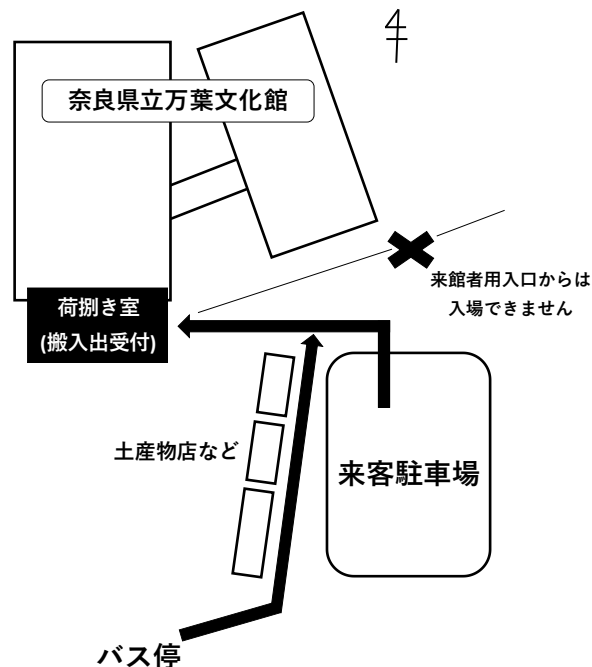 奈良県立万葉文化館
来館者用入口からは
入場できません
荷捌き室
(搬入出受付)
土産物店など
来客駐車場
バス停